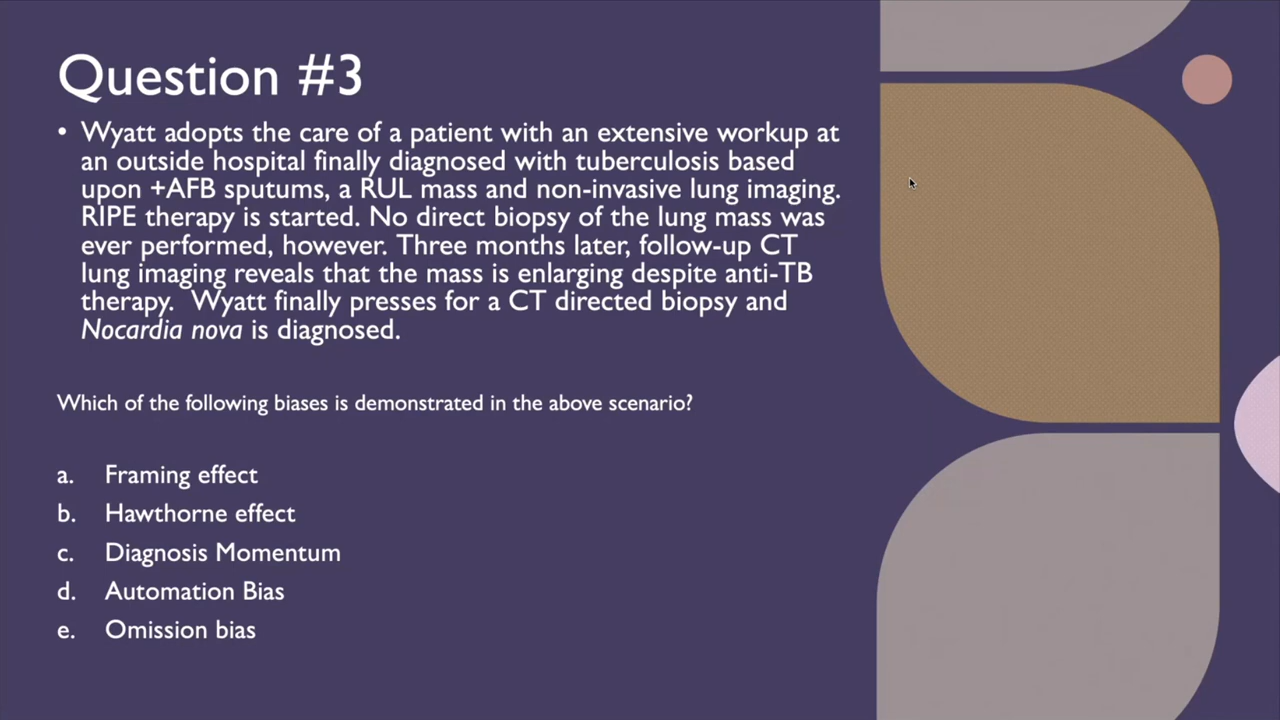 Question #3
• Wyatt adopts the care of a patient with an extensive workup at
an outside hospital finally diagnosed with tuberculosis based
upon +AFB sputums, a RUL mass and non-invasive lung imaging.
RIPE therapy is started. No direct biopsy of the lung mass was
ever performed, however. Three months later, follow-up CT
lung imaging reveals that the mass is enlarging despite anti-TB
therapy.  Wyatt finally presses for a CT directed biopsy and
Nocardia nova is diagnosed.
Which of the following biases is demonstrated in the above scenario?
a. Framing effect
b. Hawthorne effect
c. Diagnosis Momentum
d. Automation Bias
e. Omission bias